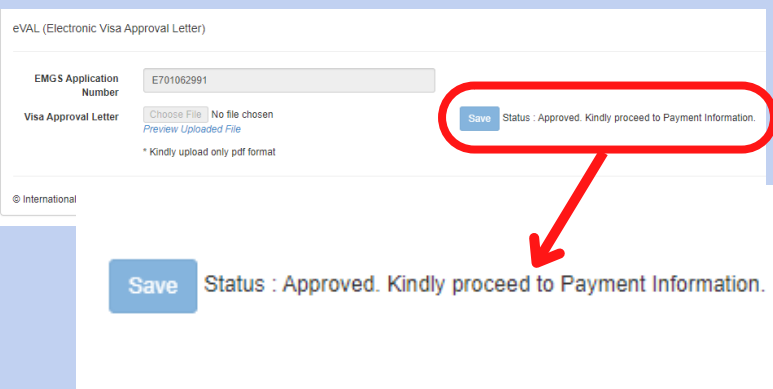 eVAL (Electronic Visa Approval Letter)
EMGS Application Number
E701062991
Visa Approval Letter
Choose File No file chosen
Preview Uploaded File
* Kindly upload only pdf format
Save Status : Approved. Kindly proceed to Payment Information.
© International
Save Status : Approved. Kindly proceed to Payment Information.